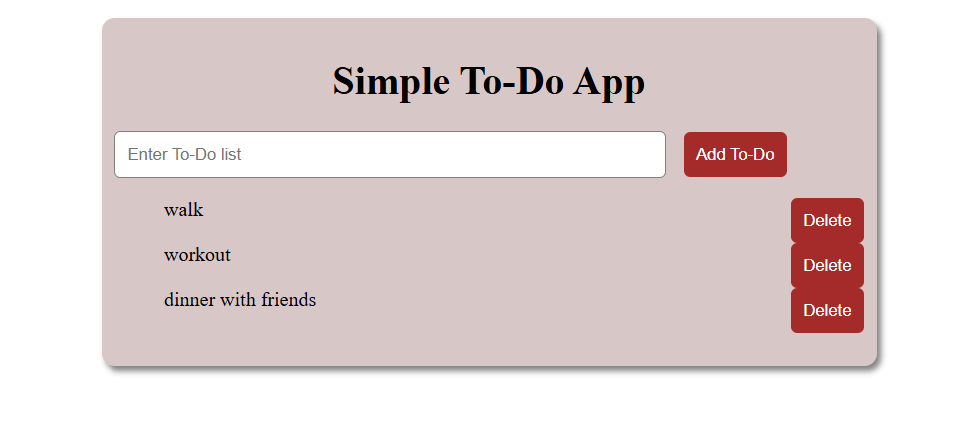 Simple To-Do App
Enter To-Do list Add To-Do
walk Delete
workout Delete
dinner with friends Delete